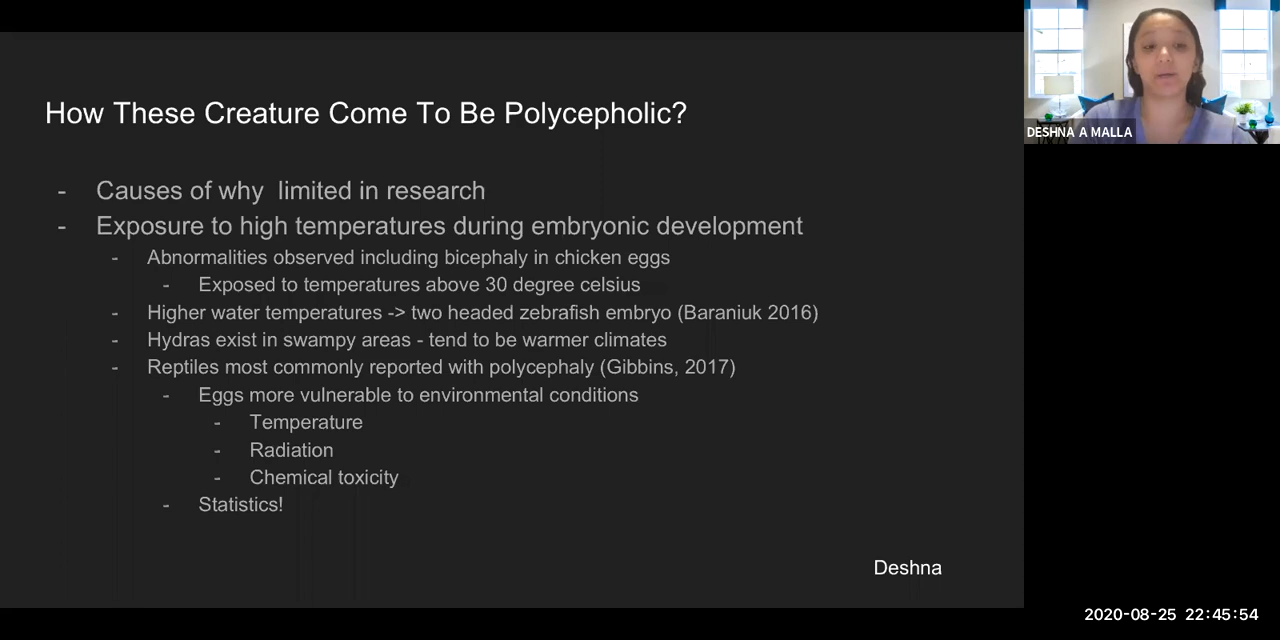 How These Creature Come To Be Polycepholic?
- Causes of why  limited in research
- Exposure to high temperatures during embryonic development
- Abnormalities observed including bicephaly in chicken eggs
- Exposed to temperatures above 30 degree celsius
- Higher water temperatures -> two headed zebrafish embryo (Baraniuk 2016)
- Hydras exist in swampy areas - tend to be warmer climates
- Reptiles most commonly reported with polycephaly (Gibbins, 2017)
- Eggs more vulnerable to environmental conditions
- Temperature
- Radiation
- Chemical toxicity
- Statistics!
Deshna
DESHNA A MALLA
2020-08-25 22:45:54